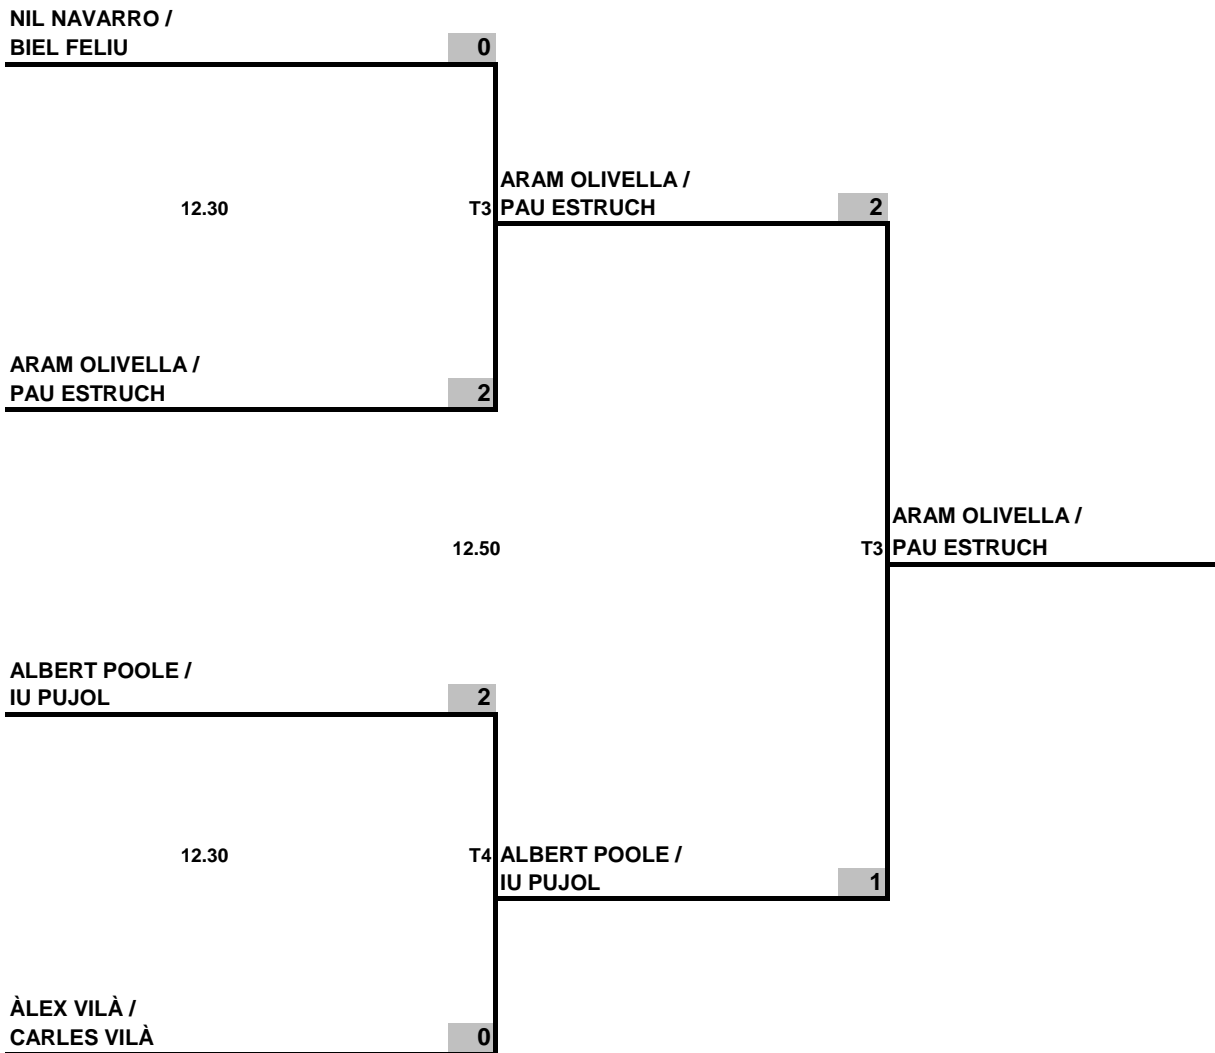 NIL NAVARRO /
BIEL FELIU 0
ARAM OLIVELLA /
12.30 T3 PAU ESTRUCH 2
ARAM OLIVELLA /
PAU ESTRUCH 2
ARAM OLIVELLA /
12.50 T3 PAU ESTRUCH
ALBERT POOLE /
IU PUJOL 2
12.30 T4 ALBERT POOLE /
IU PUJOL 1
ÀLEX VILÀ /
CARLES VILÀ 0